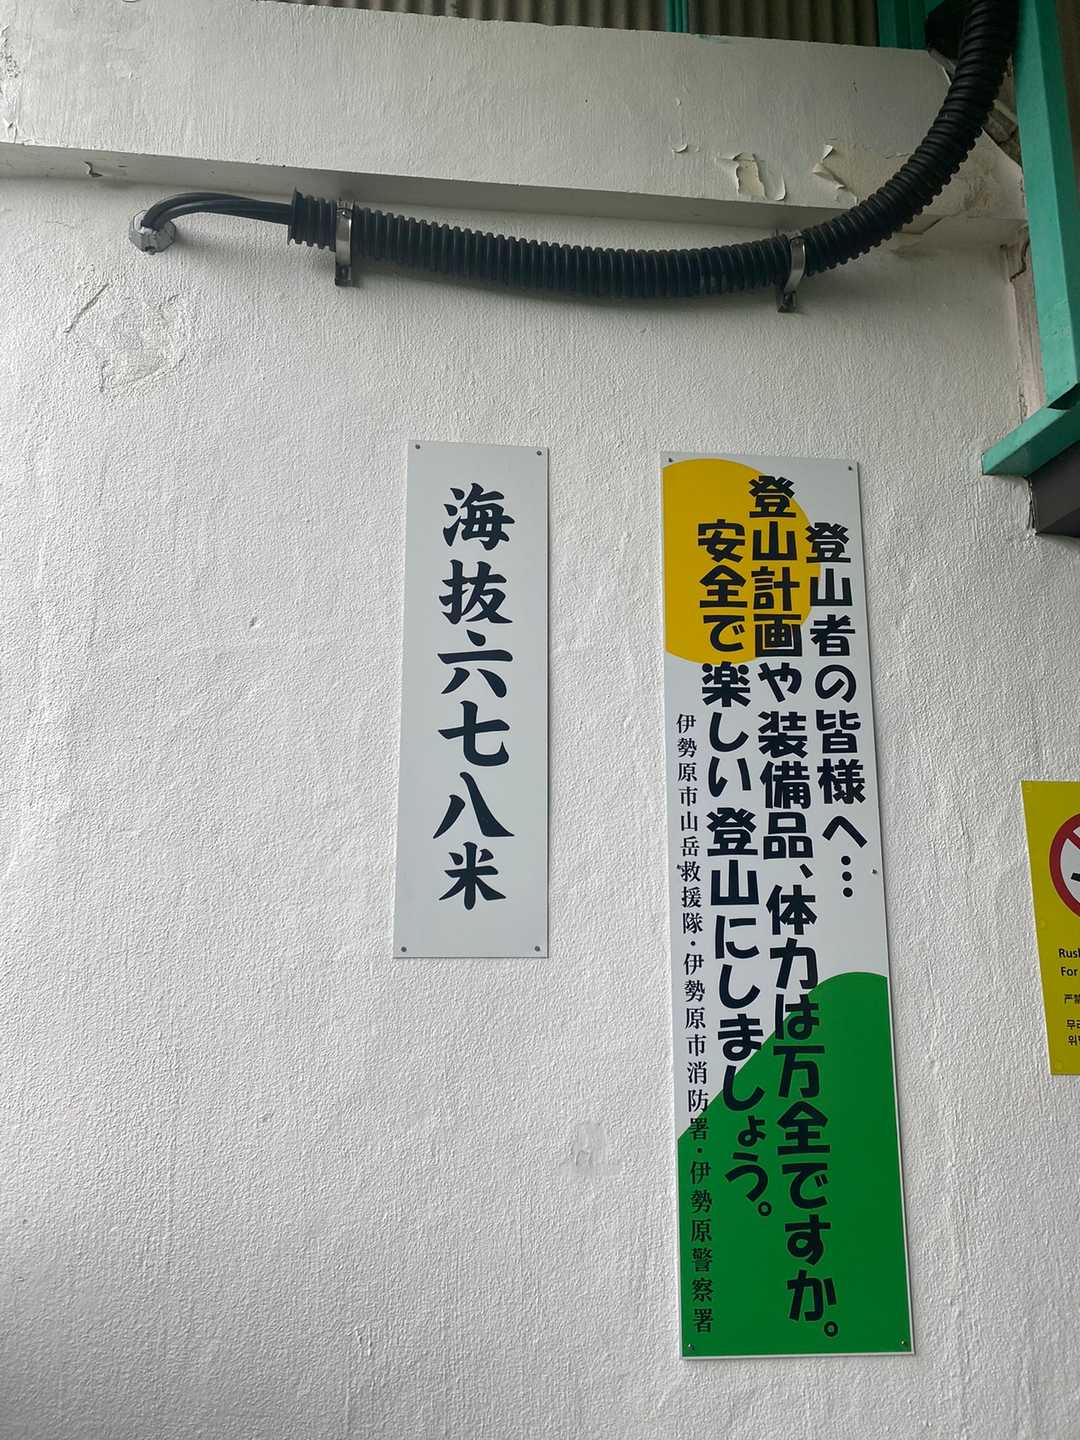 海抜六七八米
登山者の皆様へ…
登山計画や装備品、体力は万全ですか。
安全で楽しい登山にしましょう。
伊勢原市山岳救援隊・伊勢原市消防署・伊勢原警察署
For